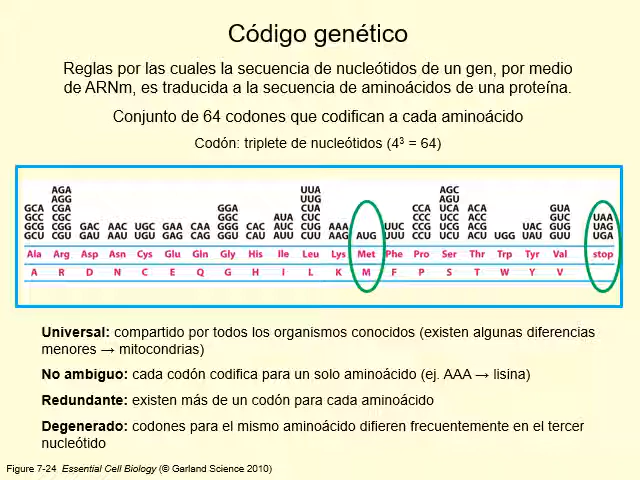 Código genético
Reglas por las cuales la secuencia de nucleótidos de un gen, por medio
de ARNm, es traducida a la secuencia de aminoácidos de una proteína.
Conjunto de 64 codones que codifican a cada aminoácido
Codón: triplete de nucleótidos (4³ = 64)
AGA UUA AGC
AGG UUG AGU
GCA CGA GGA CUA CCA UCA ACA GUA
GCC CGC GGC AUA CUC CCC UCC ACC GUC UAA
GCG CGG GAC AAC UGC GAA CAA GGG CAC AUC CUG AAA UUC CCG UCG ACG UAC GUG UAG
GCU CGU GAU AAU UGU GAG CAG GGU CAU AUU CUU AAG AUG UUU CCU UCU ACU UGG UAU GUU UGA
Ala Arg Asp Asn Cys Glu Gln Gly His Ile Leu Lys Met Phe Pro Ser Thr Trp Tyr Val stop
A R D N C E Q G H I L K M F P S T W Y V
Universal: compartido por todos los organismos conocidos (existen algunas diferencias
menores → mitocondrias)
No ambiguo: cada codón codifica para un solo aminoácido (ej. AAA → lisina)
Redundante: existen más de un codón para cada aminoácido
Degenerado: codones para el mismo aminoácido difieren frecuentemente en el tercer
nucleótido
Figure 7-24 Essential Cell Biology (© Garland Science 2010)